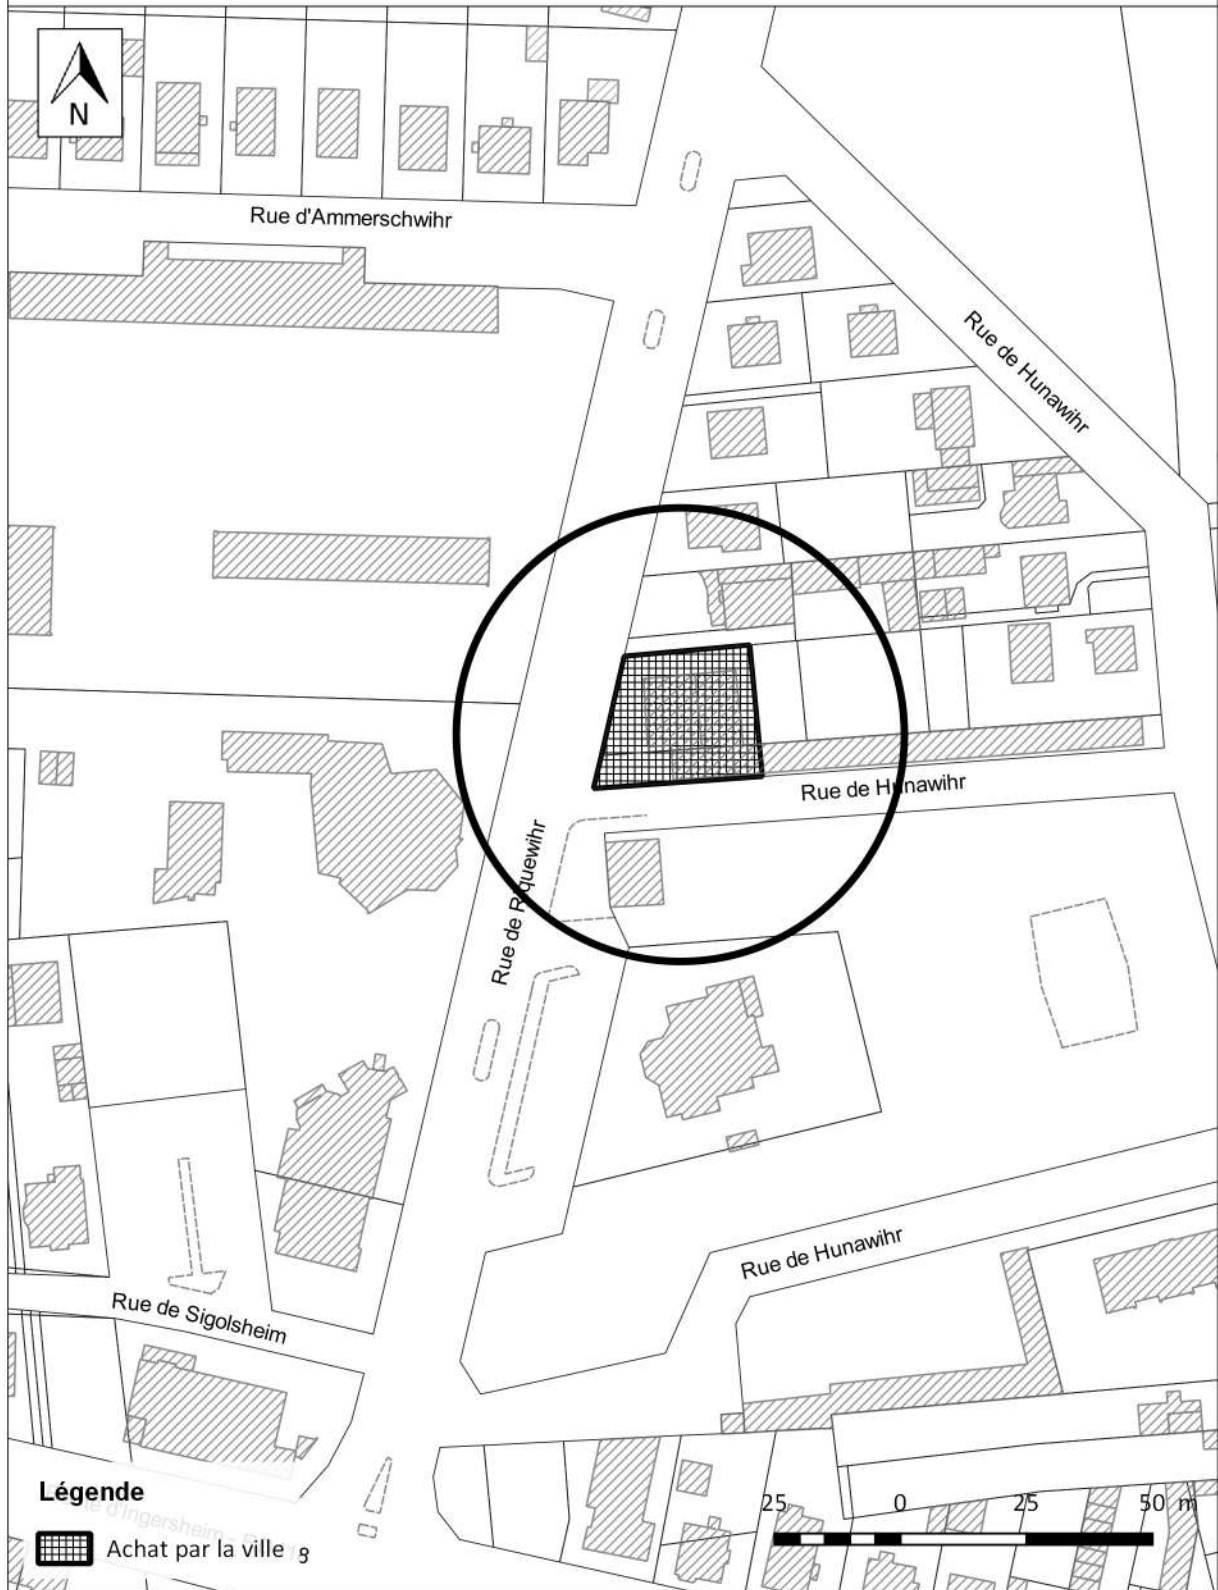 N
Rue d'Ammerschwihr
Rue de Hunawihr
Rue de Hunawihr
Rue de Riquewihr
Rue de Hunawihr
Rue de Sigolsheim
Légende
d'Ingersheim
Achat par la ville
25 0 25 50 m